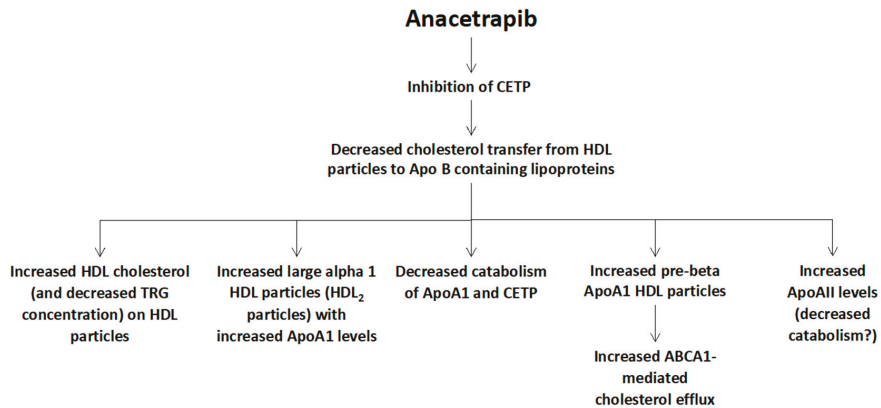 Anacetrapib
Inhibition of CETP
Decreased cholesterol transfer from HDL
particles to Apo B containing lipoproteins
Increased HDL cholesterol
(and decreased TRG
concentration) on HDL
particles
Increased large alpha 1
HDL particles (HDL₂
particles) with
increased ApoA1 levels
Decreased catabolism
of ApoA1 and CETP
Increased pre-beta
ApoA1 HDL particles
Increased ABCA1-
mediated
cholesterol efflux
Increased
ApoAII levels
(decreased
catabolism?)